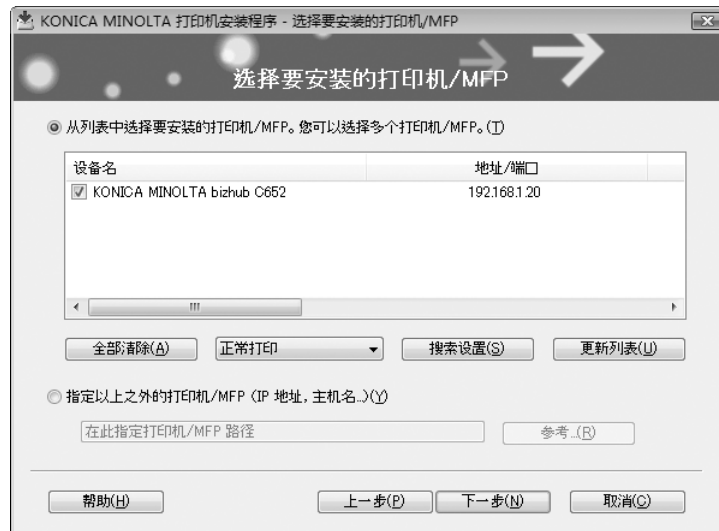 KONICA MINOLTA 打印机安装程序 - 选择要安装的打印机/MFP
选择要安装的打印机/MFP
从列表中选择要安装的打印机/MFP。您可以选择多个打印机/MFP。(T)
设备名 地址/端口
KONICA MINOLTA bizhub C652 192.168.1.20
全部清除(A) 正常打印 搜索设置(S) 更新列表(U)
指定以上之外的打印机/MFP (IP 地址, 主机名...)(Y)
在此指定打印机/MFP 路径 参考...(R)
帮助(H) 上一步(P) 下一步(N) 取消(C)